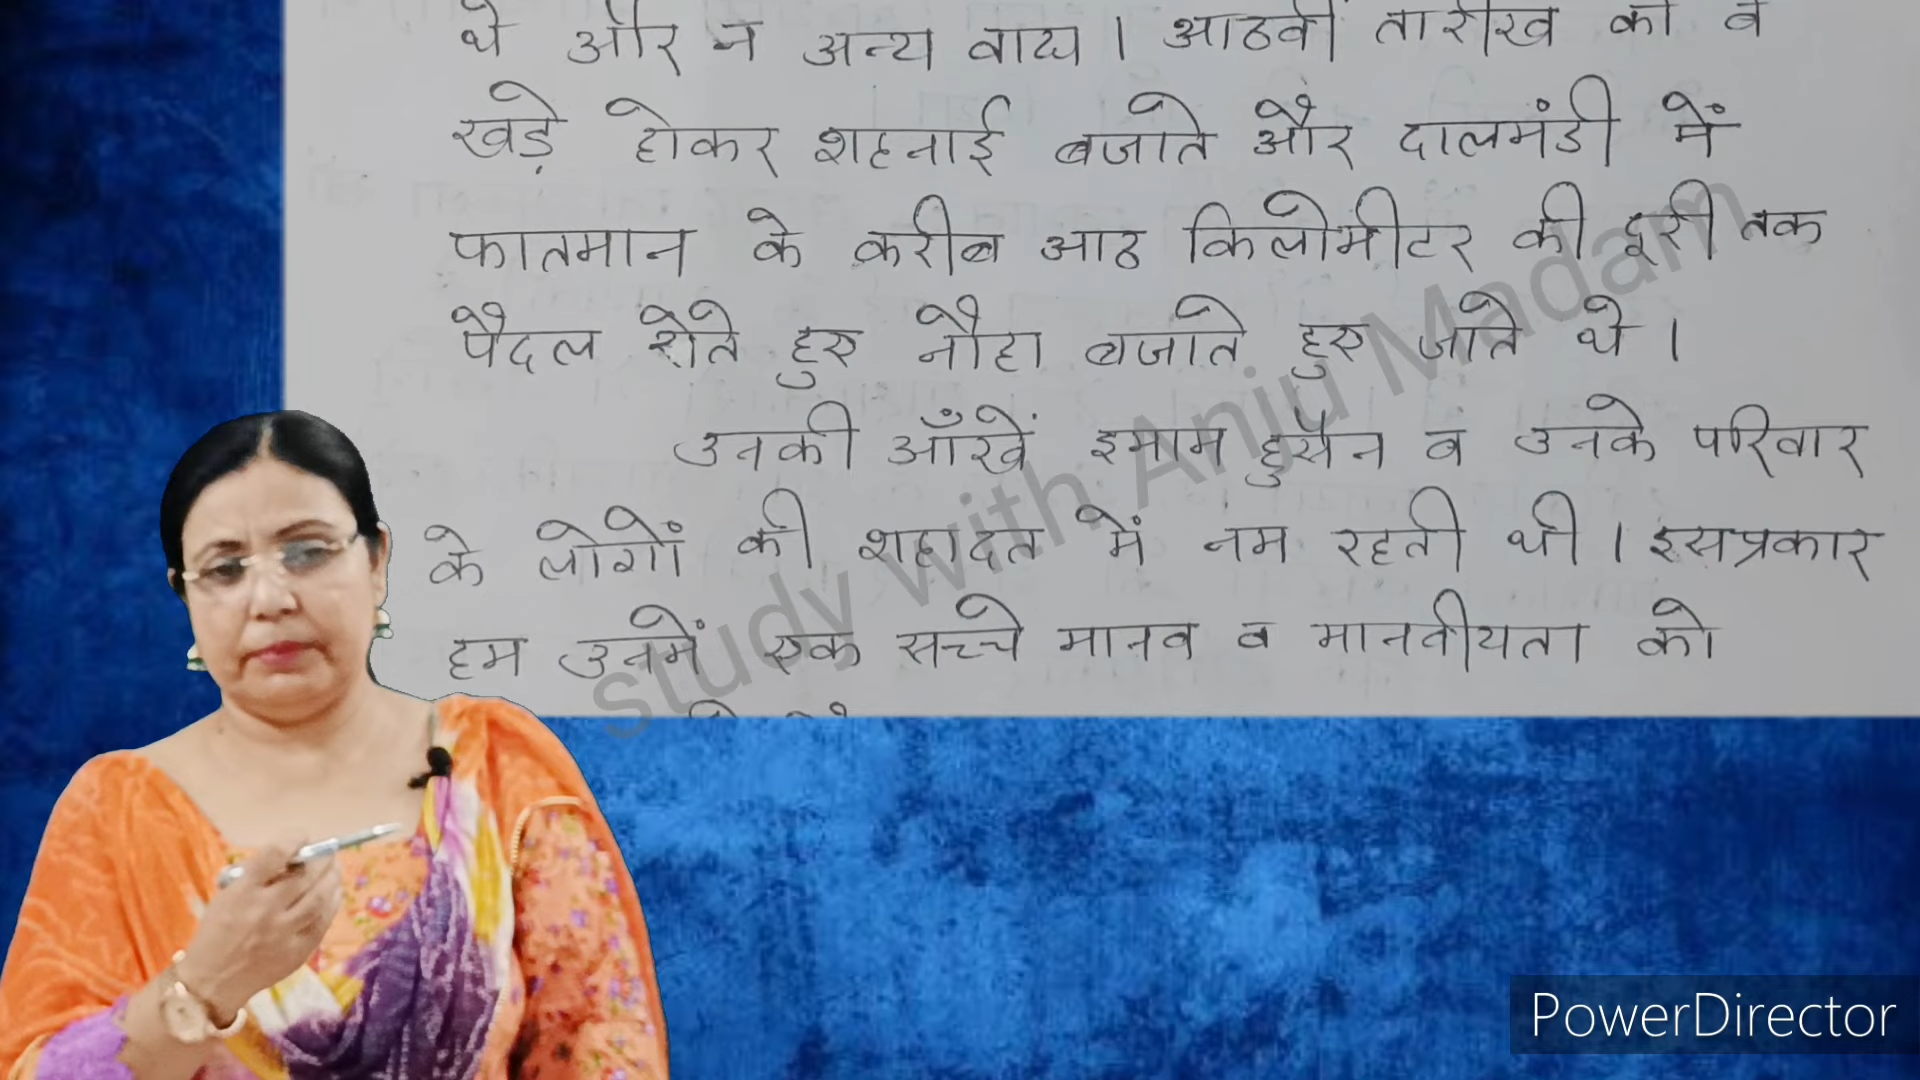 थे और न अन्य वाद्य । आठवीं तारीख को वे
खड़े होकर शहनाई बजाते और दालमंडी में
फातमान के करीब आठ किलोमीटर की दूरी तक
पैदल रोते हुए नौहा बजाते हुए जाते थे ।
उनकी आँखें इमाम हुसैन व उनके परिवार
के लोगों की शहादत में नम रहती थी । इसप्रकार
हम उनमें एक सच्चे मानव व मानवीयता को
study with Anju Madam
PowerDirector